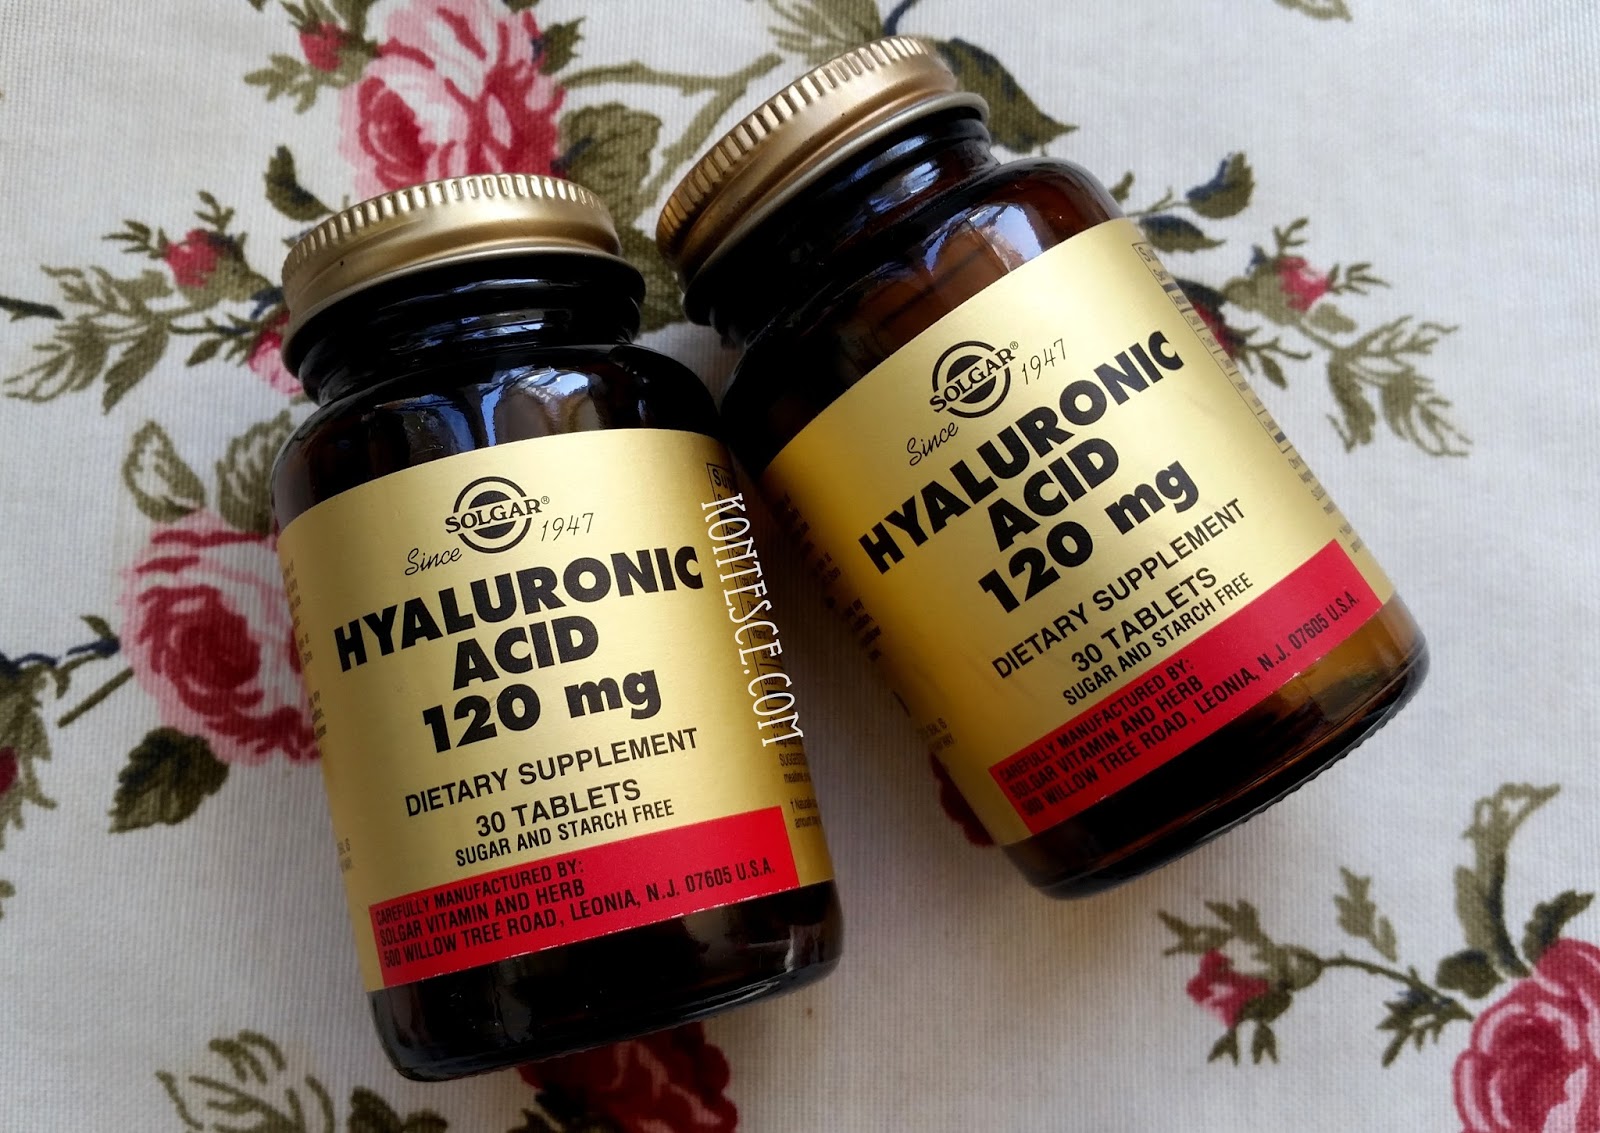 SOLGAR®
Since 1947
HYALURONIC
ACID
120 mg
DIETARY SUPPLEMENT
30 TABLETS
SUGAR AND STARCH FREE
CAREFULLY MANUFACTURED BY:
SOLGAR VITAMIN AND HERB
500 WILLOW TREE ROAD, LEONIA, N.J. 07605 U.S.A.
KONTESCE.COM
SOLGAR®
Since 1947
HYALURONIC
ACID
120 mg
DIETARY SUPPLEMENT
30 TABLETS
SUGAR AND STARCH FREE
CAREFULLY MANUFACTURED BY:
SOLGAR VITAMIN AND HERB
500 WILLOW TREE ROAD, LEONIA, N.J. 07605 U.S.A.